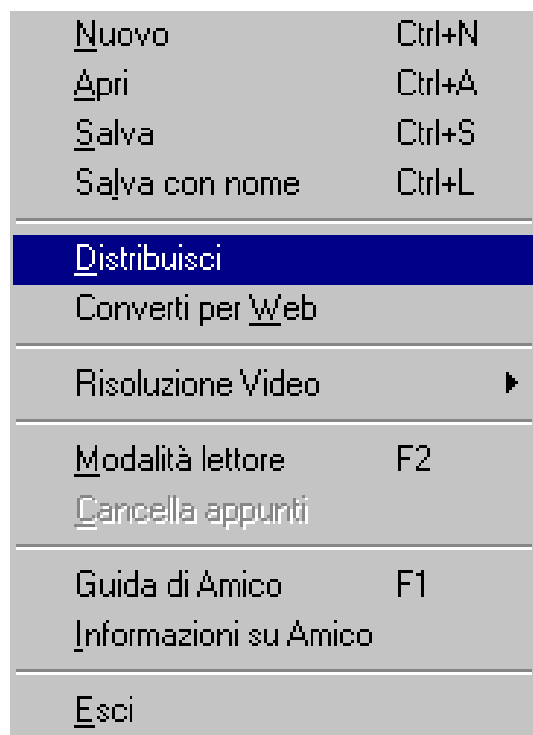 Nuovo Ctrl+N
Apri Ctrl+A
Salva Ctrl+S
Salva con nome Ctrl+L
Distribuisci
Converti per Web
Risoluzione Video
Modalità lettore F2
Cancella appunti
Guida di Amico F1
Informazioni su Amico
Esci